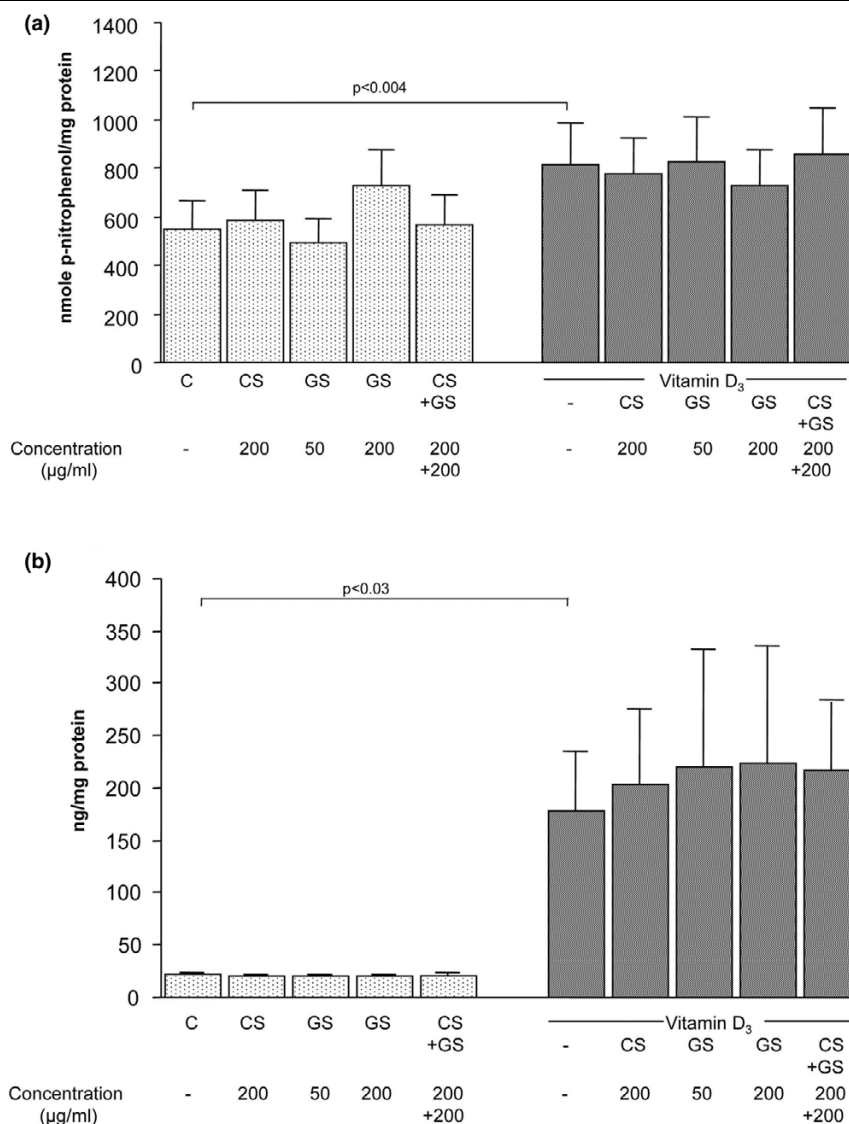 (a)
nmole p-nitrophenol/mg protein
1400
1200
1000
800
600
400
200
0
p<0.004
C CS GS GS CS
+GS
Vitamin D₃
- CS GS GS CS
+GS
Concentration
(µg/ml)
- 200 50 200 200
+200
- 200 50 200 200
+200
(b)
ng/mg protein
400
350
300
250
200
150
100
50
0
p<0.03
C CS GS GS CS
+GS
Vitamin D₃
- CS GS GS CS
+GS
Concentration
(µg/ml)
- 200 50 200 200
+200
- 200 50 200 200
+200